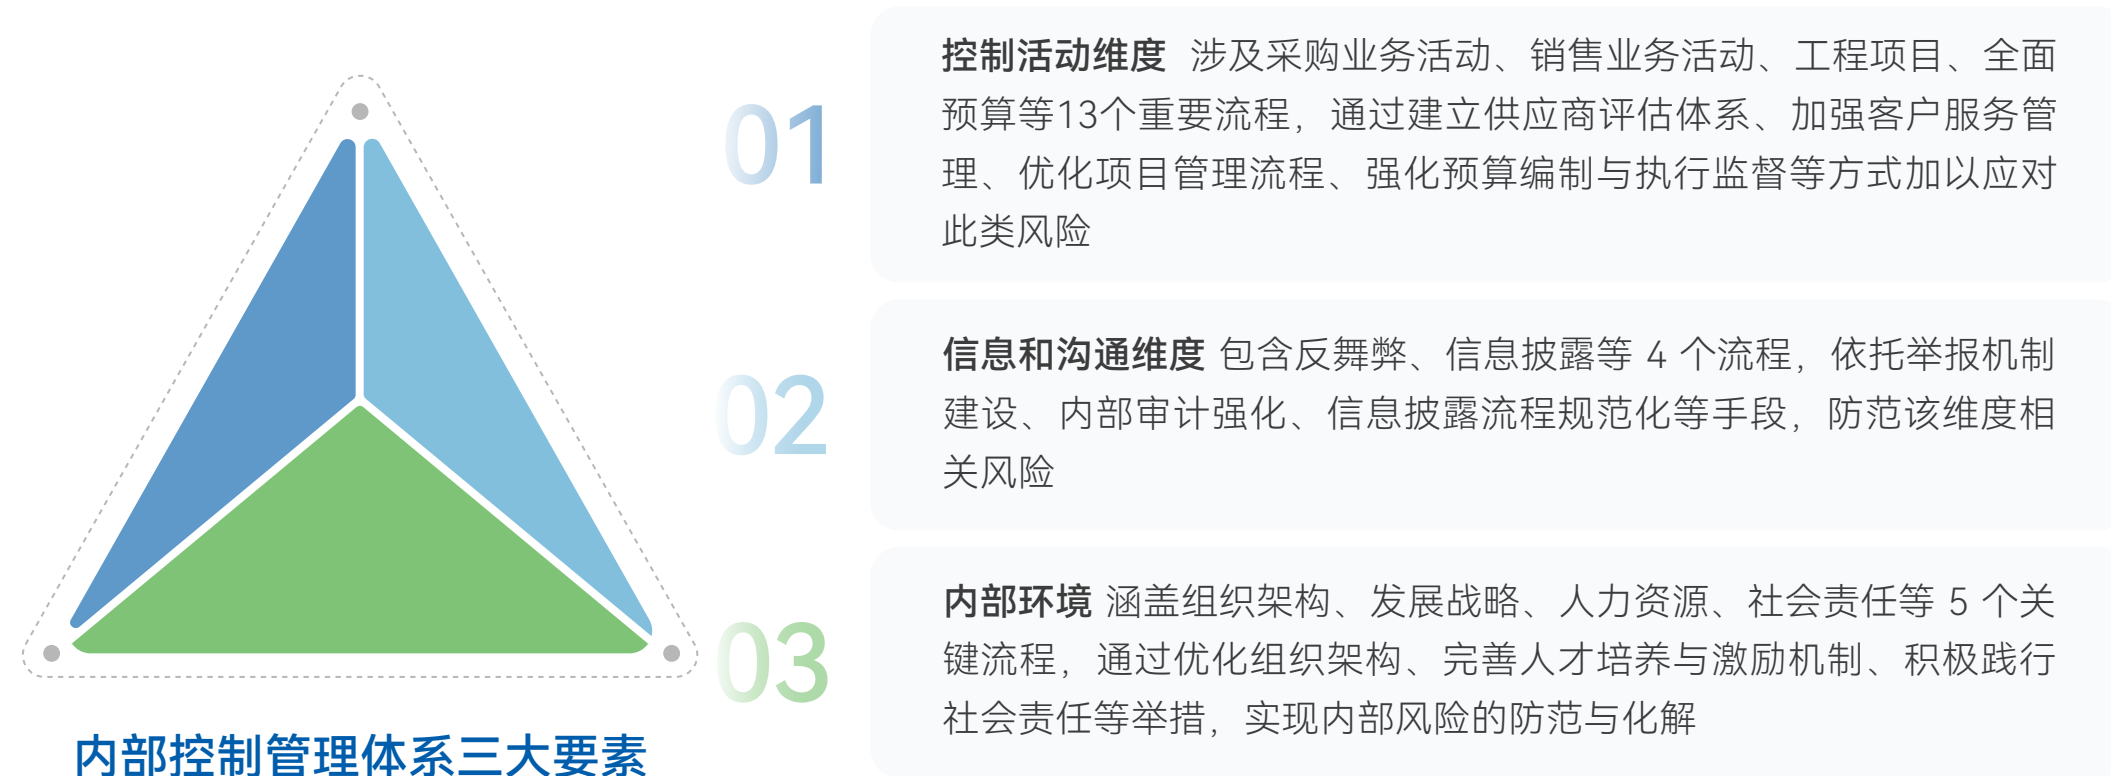 01
控制活动维度 涉及采购业务活动、销售业务活动、工程项目、全面
预算等13个重要流程，通过建立供应商评估体系、加强客户服务管
理、优化项目管理流程、强化预算编制与执行监督等方式加以应对
此类风险
02
信息和沟通维度 包含反舞弊、信息披露等 4 个流程，依托举报机制
建设、内部审计强化、信息披露流程规范化等手段，防范该维度相
关风险
03
内部环境 涵盖组织架构、发展战略、人力资源、社会责任等 5 个关
键流程，通过优化组织架构、完善人才培养与激励机制、积极践行
社会责任等举措，实现内部风险的防范与化解
内部控制管理体系三大要素